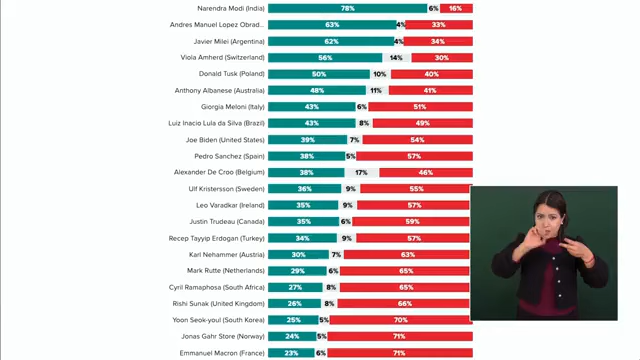 Narendra Modi (India) 78% 6% 16%
Andres Manuel Lopez Obrad... 63% 4% 33%
Javier Milei (Argentina) 62% 4% 34%
Viola Amherd (Switzerland) 56% 14% 30%
Donald Tusk (Poland) 50% 10% 40%
Anthony Albanese (Australia) 48% 11% 41%
Giorgia Meloni (Italy) 43% 6% 51%
Luiz Inacio Lula da Silva (Brazil) 43% 8% 49%
Joe Biden (United States) 39% 7% 54%
Pedro Sanchez (Spain) 38% 5% 57%
Alexander De Croo (Belgium) 38% 17% 46%
Ulf Kristersson (Sweden) 36% 9% 55%
Leo Varadkar (Ireland) 35% 9% 57%
Justin Trudeau (Canada) 35% 6% 59%
Recep Tayyip Erdogan (Turkey) 34% 9% 57%
Karl Nehammer (Austria) 30% 7% 63%
Mark Rutte (Netherlands) 29% 6% 65%
Cyril Ramaphosa (South Africa) 27% 8% 65%
Rishi Sunak (United Kingdom) 26% 8% 66%
Yoon Seok-youl (South Korea) 25% 5% 70%
Jonas Gahr Store (Norway) 24% 5% 71%
Emmanuel Macron (France) 23% 6% 71%